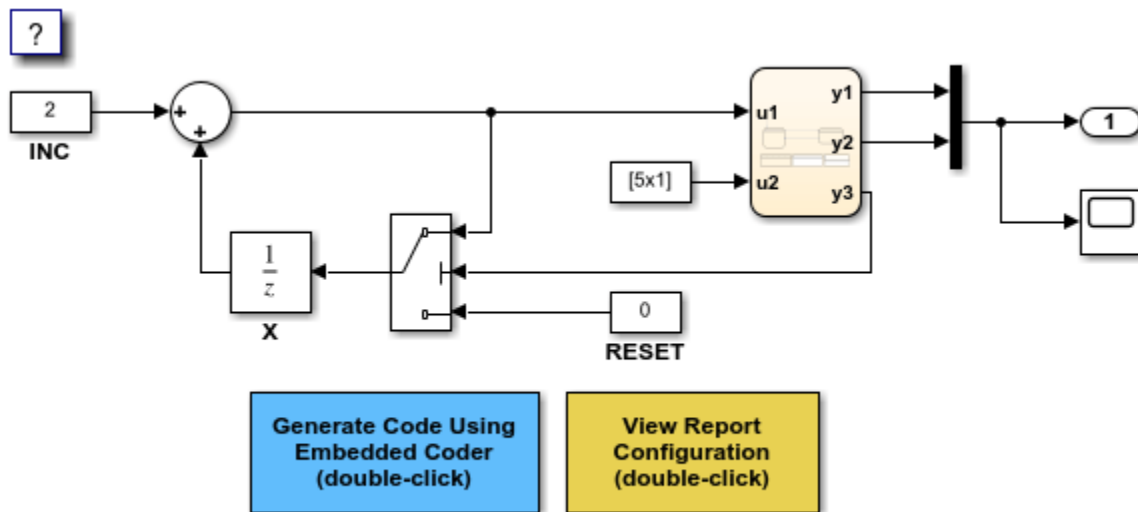 ?
2
INC
+
+
u1
u2
y1
y2
y3
1
[5x1]
1
z
X
0
RESET
Generate Code Using
Embedded Coder
(double-click)
View Report
Configuration
(double-click)